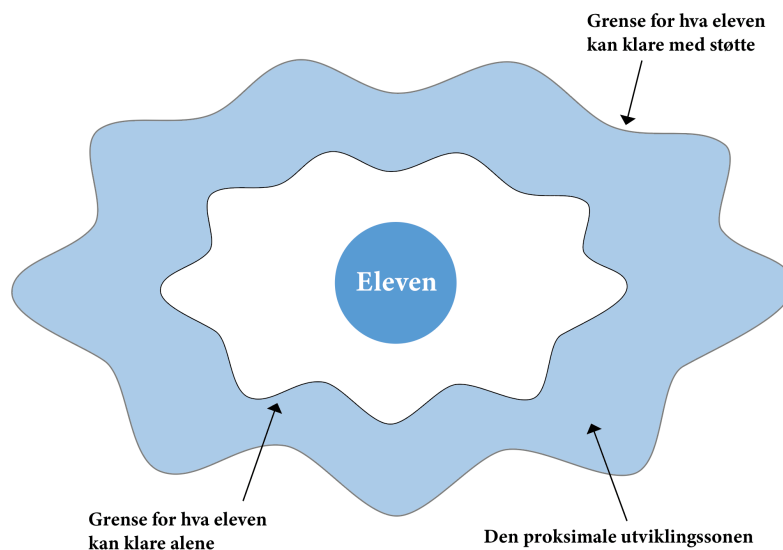 Grense for hva eleven
kan klare med støtte
Eleven
Grense for hva eleven
kan klare alene
Den proksimale utviklingssonen